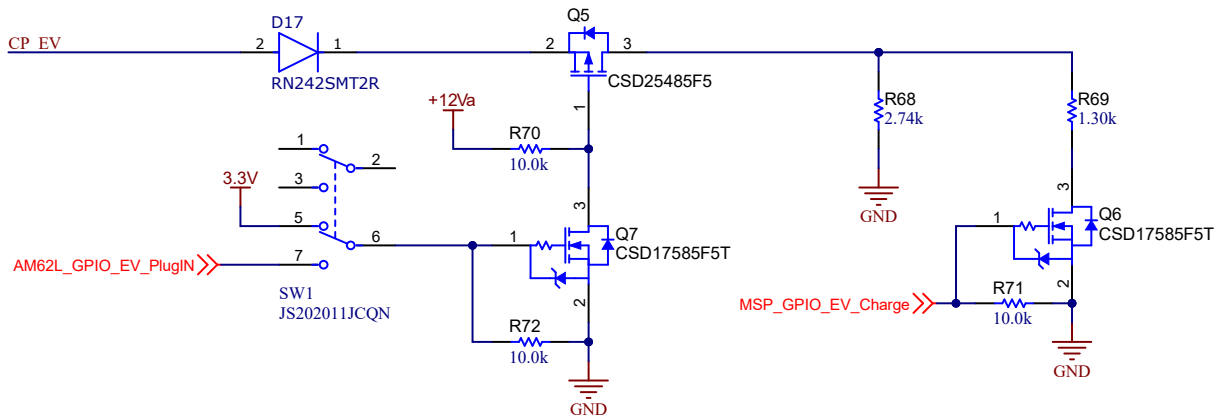 D17
CP_EV
2
1
RN242SMT2R
Q5
2
3
CSD25485F5
1
+12Va
R70
10.0k
R68
2.74k
GND
R69
1.30k
1
2
3
3.3V
5
6
7
AM62L_GPIO_EV_PlugIN
SW1
JS202011JCQN
3
1
Q7
CSD17585F5T
2
R72
10.0k
GND
3
1
Q6
CSD17585F5T
2
MSP_GPIO_EV_Charge
R71
10.0k
GND